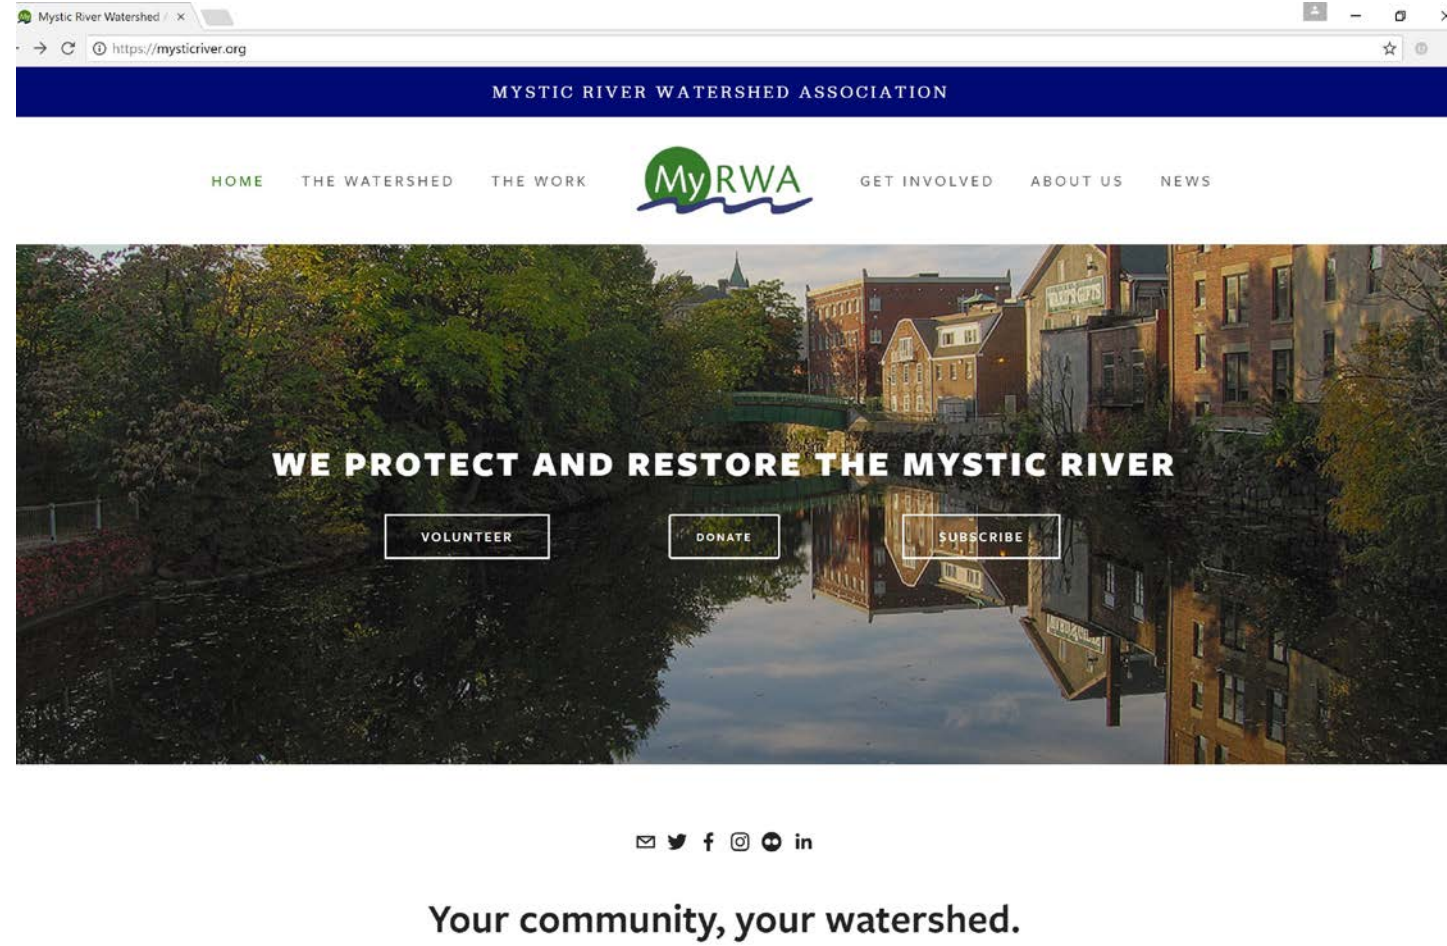 Mystic River Watershed /
https://mysticriver.org
MYSTIC RIVER WATERSHED ASSOCIATION
HOME THE WATERSHED THE WORK MyRWA GET INVOLVED ABOUT US NEWS
WE PROTECT AND RESTORE THE MYSTIC RIVER
VOLUNTEER DONATE SUBSCRIBE
Your community, your watershed.